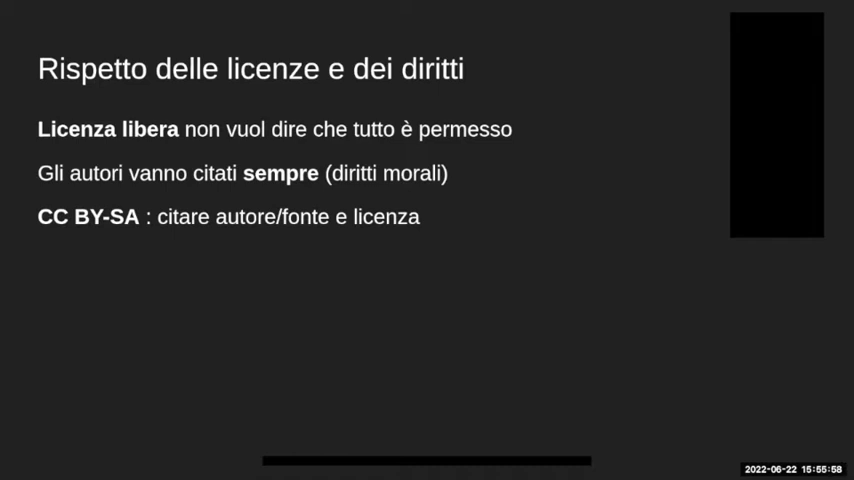 Rispetto delle licenze e dei diritti
Licenza libera non vuol dire che tutto è permesso
Gli autori vanno citati sempre (diritti morali)
CC BY-SA : citare autore/fonte e licenza
2022-06-22 15:55:58